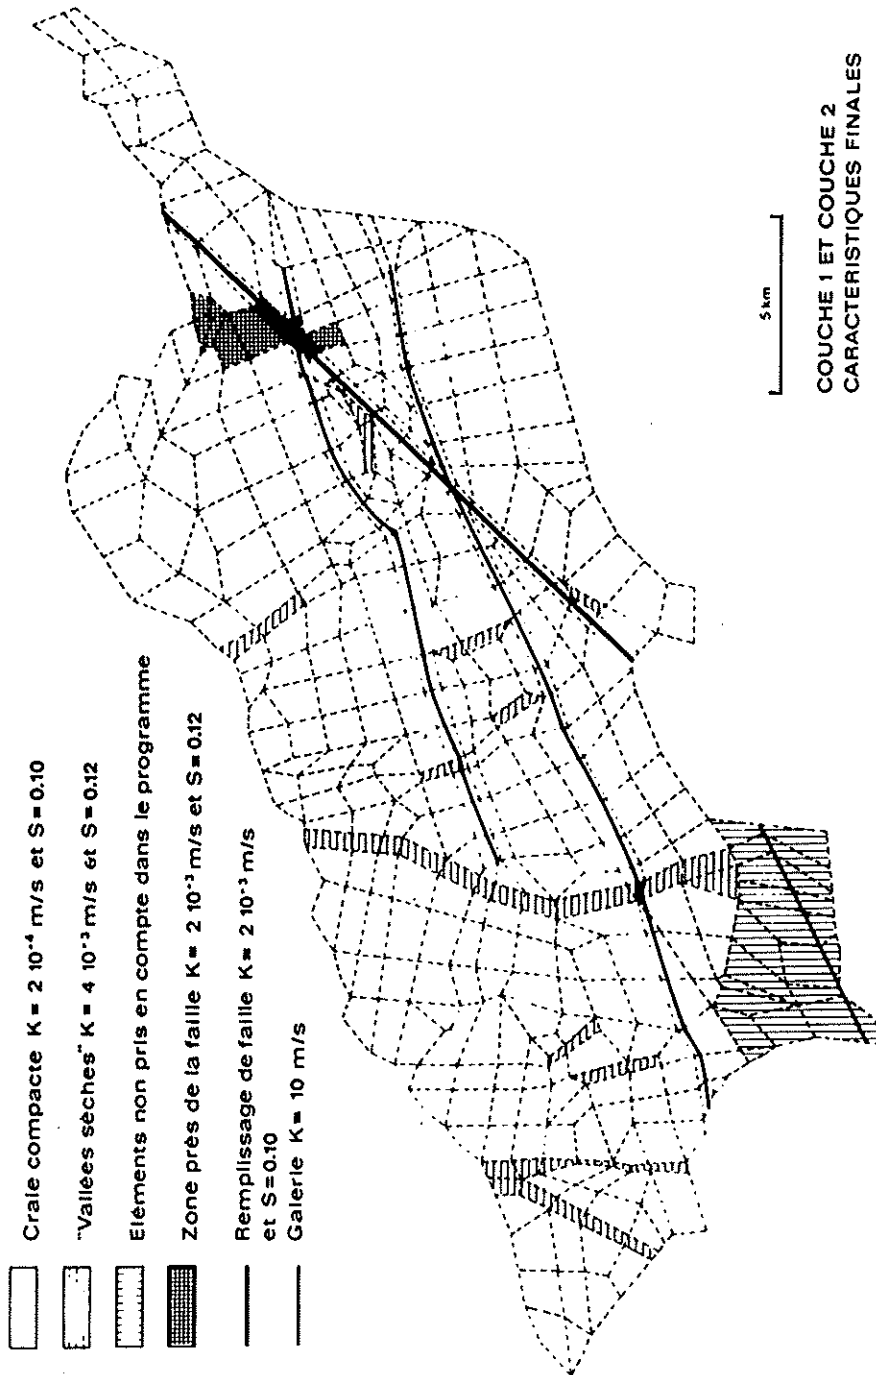 Craie compacte K = 2 10⁻⁴ m/s et S = 0.10
"Vallées sèches" K = 4 10⁻³ m/s et S = 0.12
Eléments non pris en compte dans le programme
Zone près de la faille K = 2 10⁻³ m/s et S = 0.12
Remplissage de faille K = 2 10⁻³ m/s
et S = 0.10
Galerie K = 10 m/s
5 km
COUCHE 1 ET COUCHE 2
CARACTERISTIQUES FINALES